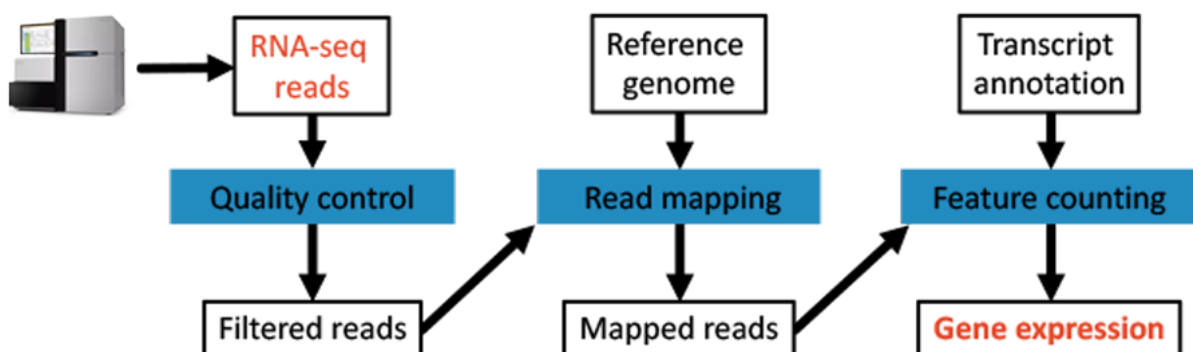 RNA-seq
reads
Reference
genome
Transcript
annotation
Quality control
Read mapping
Feature counting
Filtered reads
Mapped reads
Gene expression